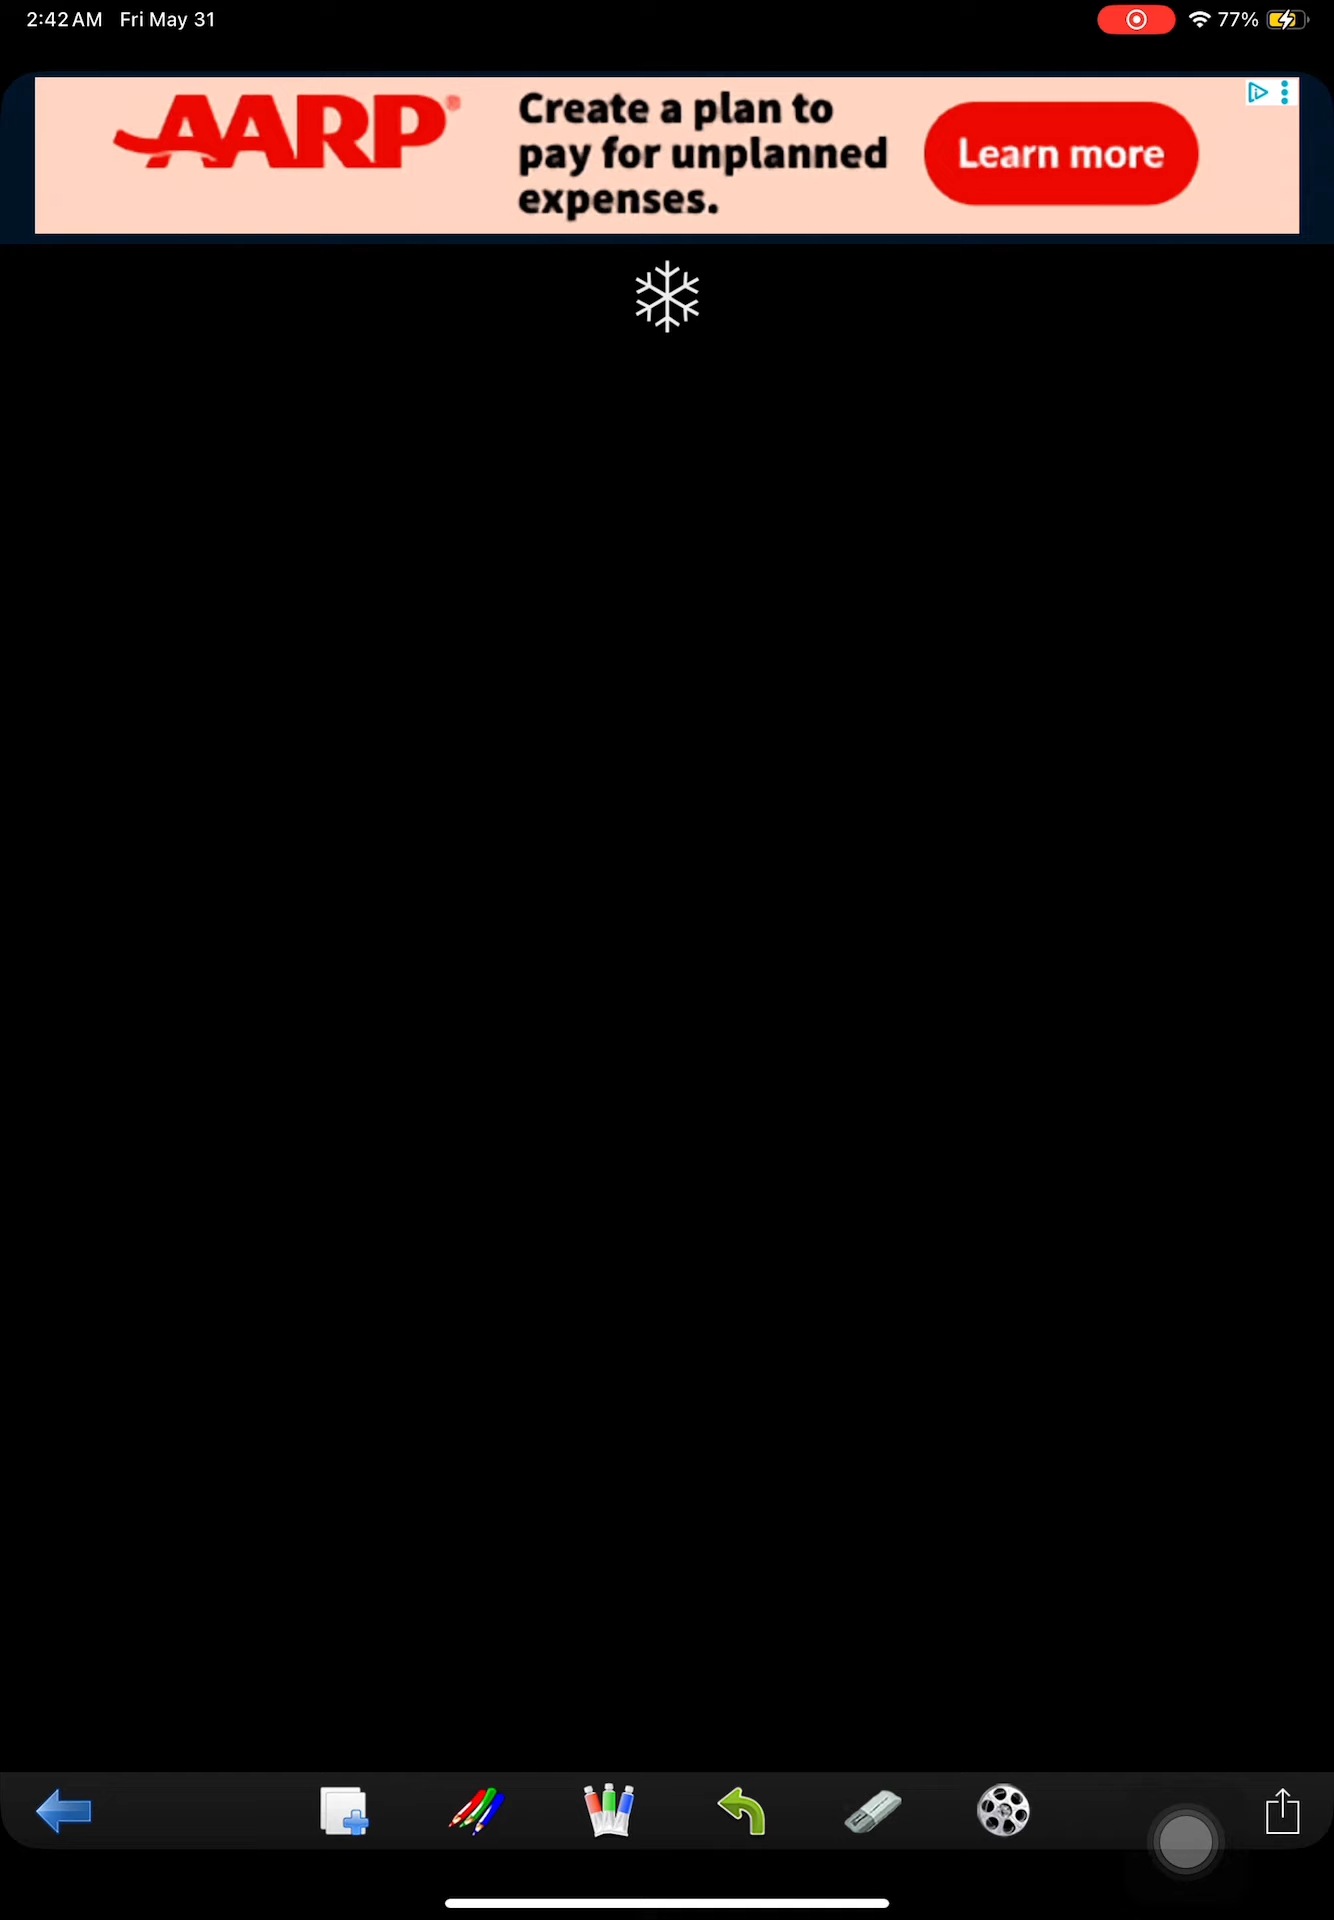 2:42 AM Fri May 31
77%
AARP®
Create a plan to
pay for unplanned
expenses.
Learn more